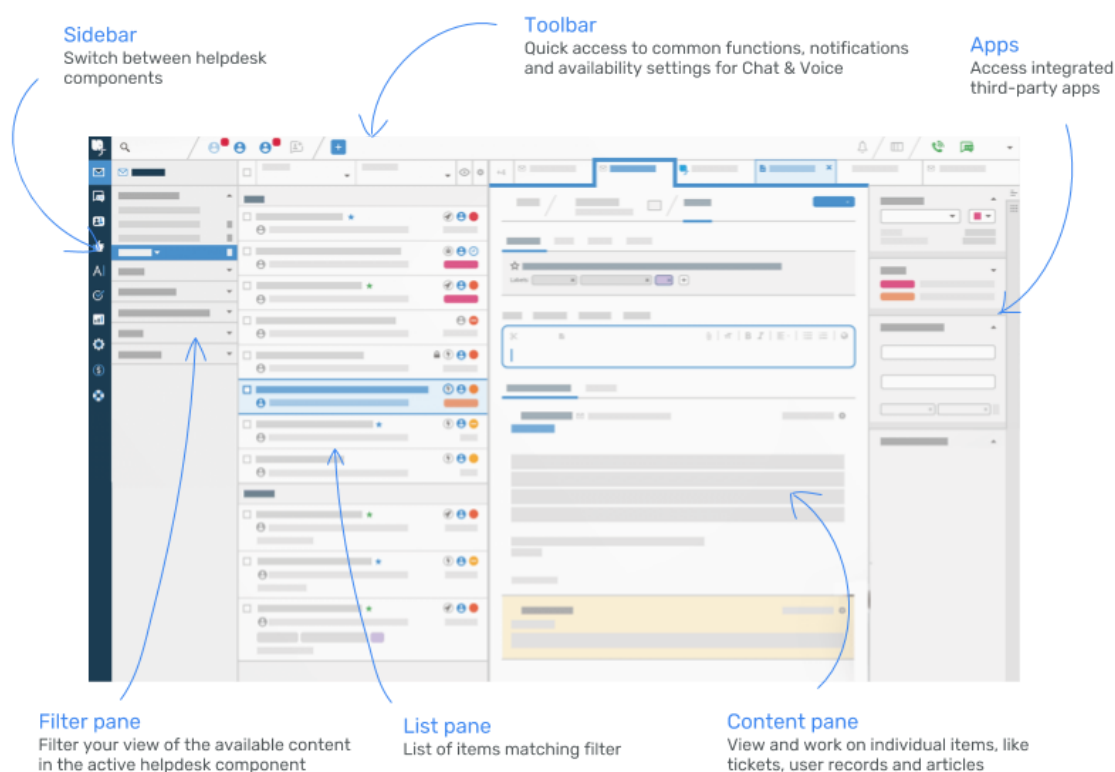 Sidebar
Switch between helpdesk
components
Toolbar
Quick access to common functions, notifications
and availability settings for Chat & Voice
Apps
Access integrated
third-party apps
Labels:
Filter pane
Filter your view of the available content
in the active helpdesk component
List pane
List of items matching filter
Content pane
View and work on individual items, like
tickets, user records and articles